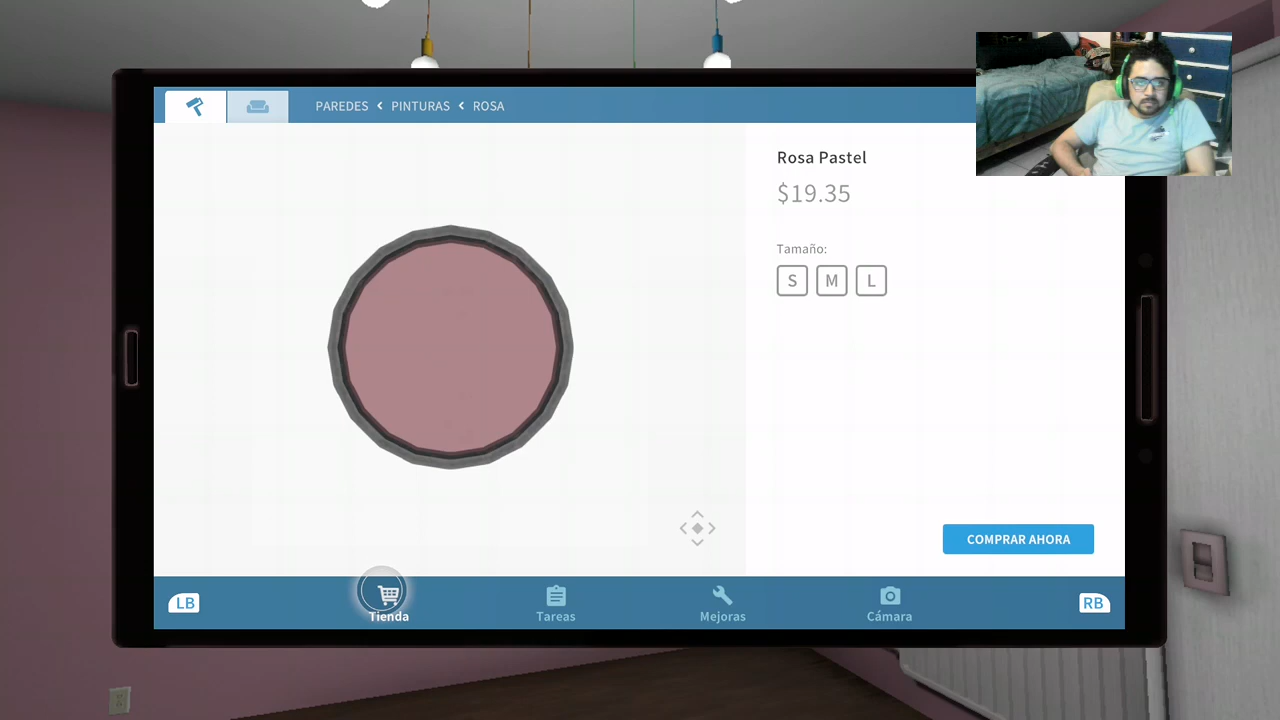 PAREDES < PINTURAS < ROSA
Rosa Pastel
$19.35
Tamaño:
S M L
COMPRAR AHORA
LB
Tienda
Tareas
Mejoras
Cámara
RB